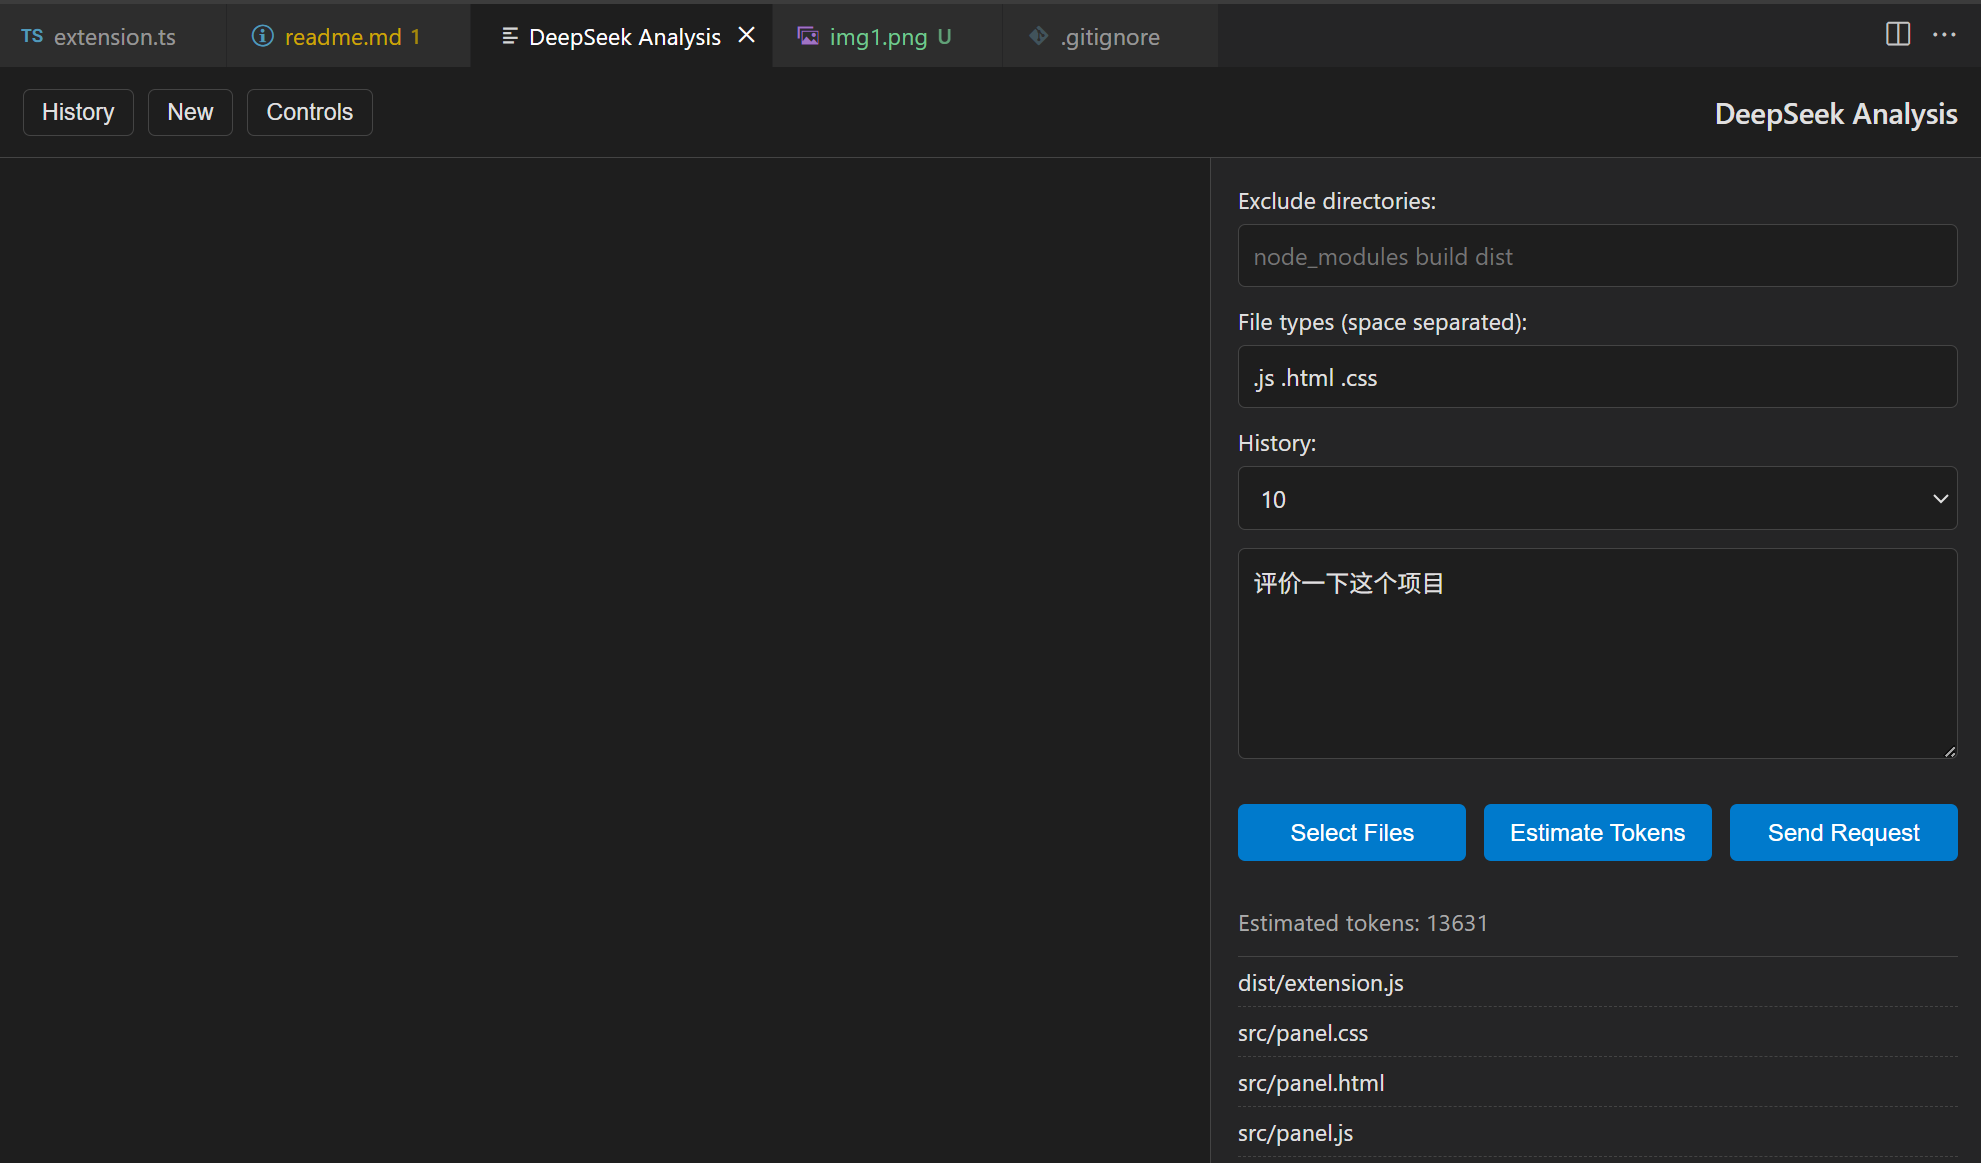 TS extension.ts readme.md 1 DeepSeek Analysis img1.png U .gitignore
History New Controls DeepSeek Analysis
Exclude directories:
node_modules build dist
File types (space separated):
.js .html .css
History:
10
评价一下这个项目
Select Files Estimate Tokens Send Request
Estimated tokens: 13631
dist/extension.js
src/panel.css
src/panel.html
src/panel.js